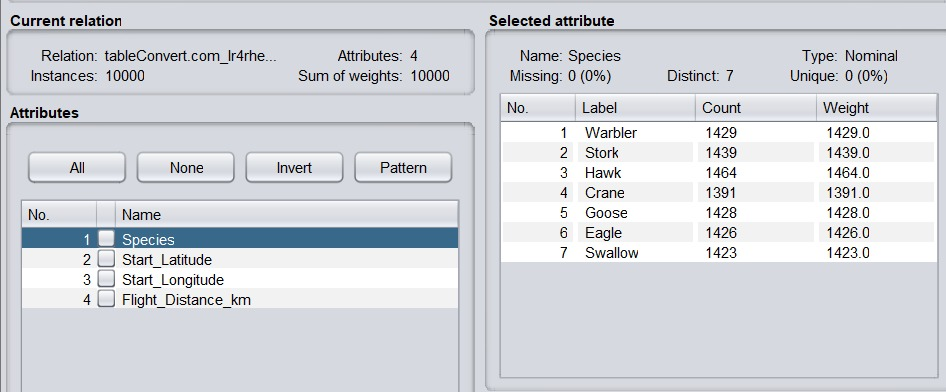 Current relation
Relation: tableConvert.com_lr4rhe... Attributes: 4
Instances: 10000 Sum of weights: 10000
Attributes
All None Invert Pattern
No. Name
1 Species
2 Start_Latitude
3 Start_Longitude
4 Flight_Distance_km
Selected attribute
Name: Species Type: Nominal
Missing: 0 (0%) Distinct: 7 Unique: 0 (0%)
No. Label Count Weight
1 Warbler 1429 1429.0
2 Stork 1439 1439.0
3 Hawk 1464 1464.0
4 Crane 1391 1391.0
5 Goose 1428 1428.0
6 Eagle 1426 1426.0
7 Swallow 1423 1423.0